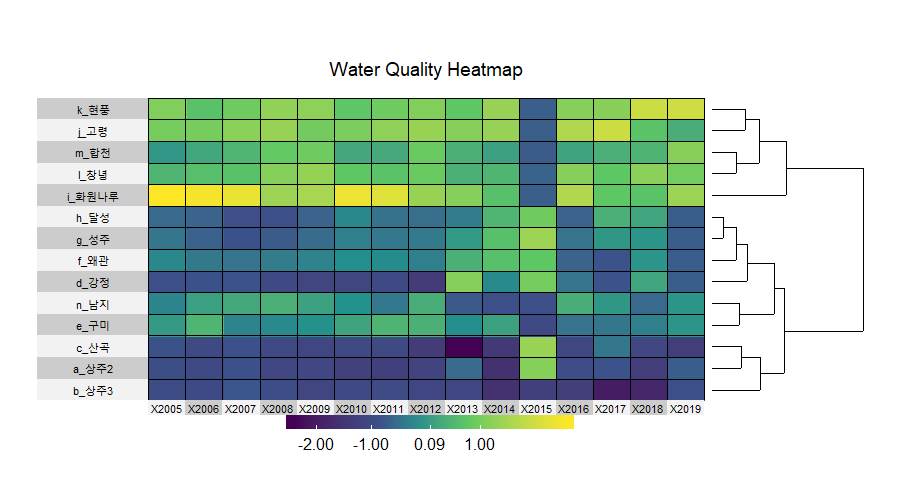 Water Quality Heatmap
k_현풍
j_고령
m_합천
l_창녕
i_화원나루
h_달성
g_성주
f_왜관
d_강정
n_남지
e_구미
c_산곡
a_상주2
b_상주3
X2005 X2006 X2007 X2008 X2009 X2010 X2011 X2012 X2013 X2014 X2015 X2016 X2017 X2018 X2019
-2.00 -1.00 0.09 1.00